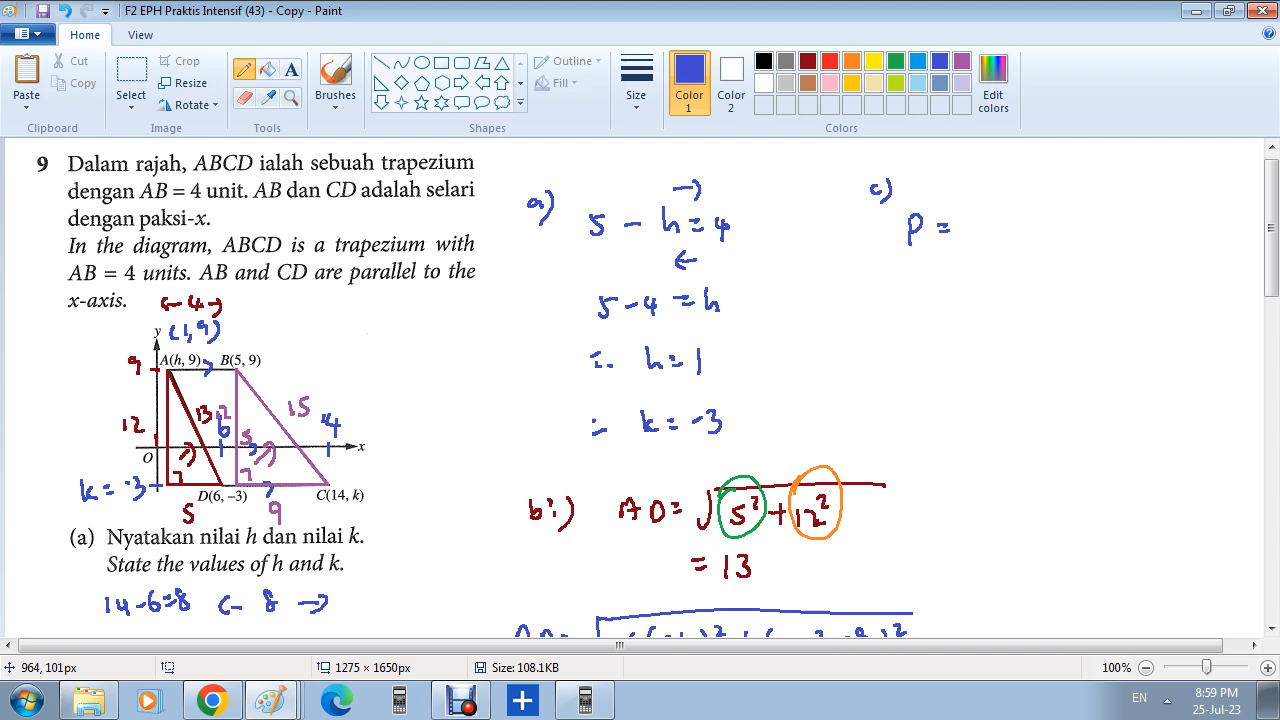 F2 EPH Praktis Intensif (43) - Copy - Paint
Home
View
Paste
Cut
Copy
Clipboard
Select
Crop
Resize
Rotate
Image
Tools
Brushes
Shapes
Outline
Fill
Size
Color 1
Color 2
Edit colors
Colors
9 Dalam rajah, ABCD ialah sebuah trapezium
dengan AB = 4 unit. AB dan CD adalah selari
dengan paksi-x.
In the diagram, ABCD is a trapezium with
AB = 4 units. AB and CD are parallel to the
x-axis.
← 4 →
y (1, 9)
9 A(h, 9) B(5, 9)
12 13 12 15
6 5 14
O x
k = -3 D(6, -3) C(14, k)
5 9
(a) Nyatakan nilai h dan nilai k.
State the values of h and k.
14-6=8 ← 8 →
a)
5 - h = 4
5 - 4 = h
∴ h = 1
∴ k = -3
b i) AD = √5² + 12²
= 13
c)
P =
964, 101px
1275 × 1650px
Size: 108.1KB
100%
EN
8:59 PM
25-Jul-23